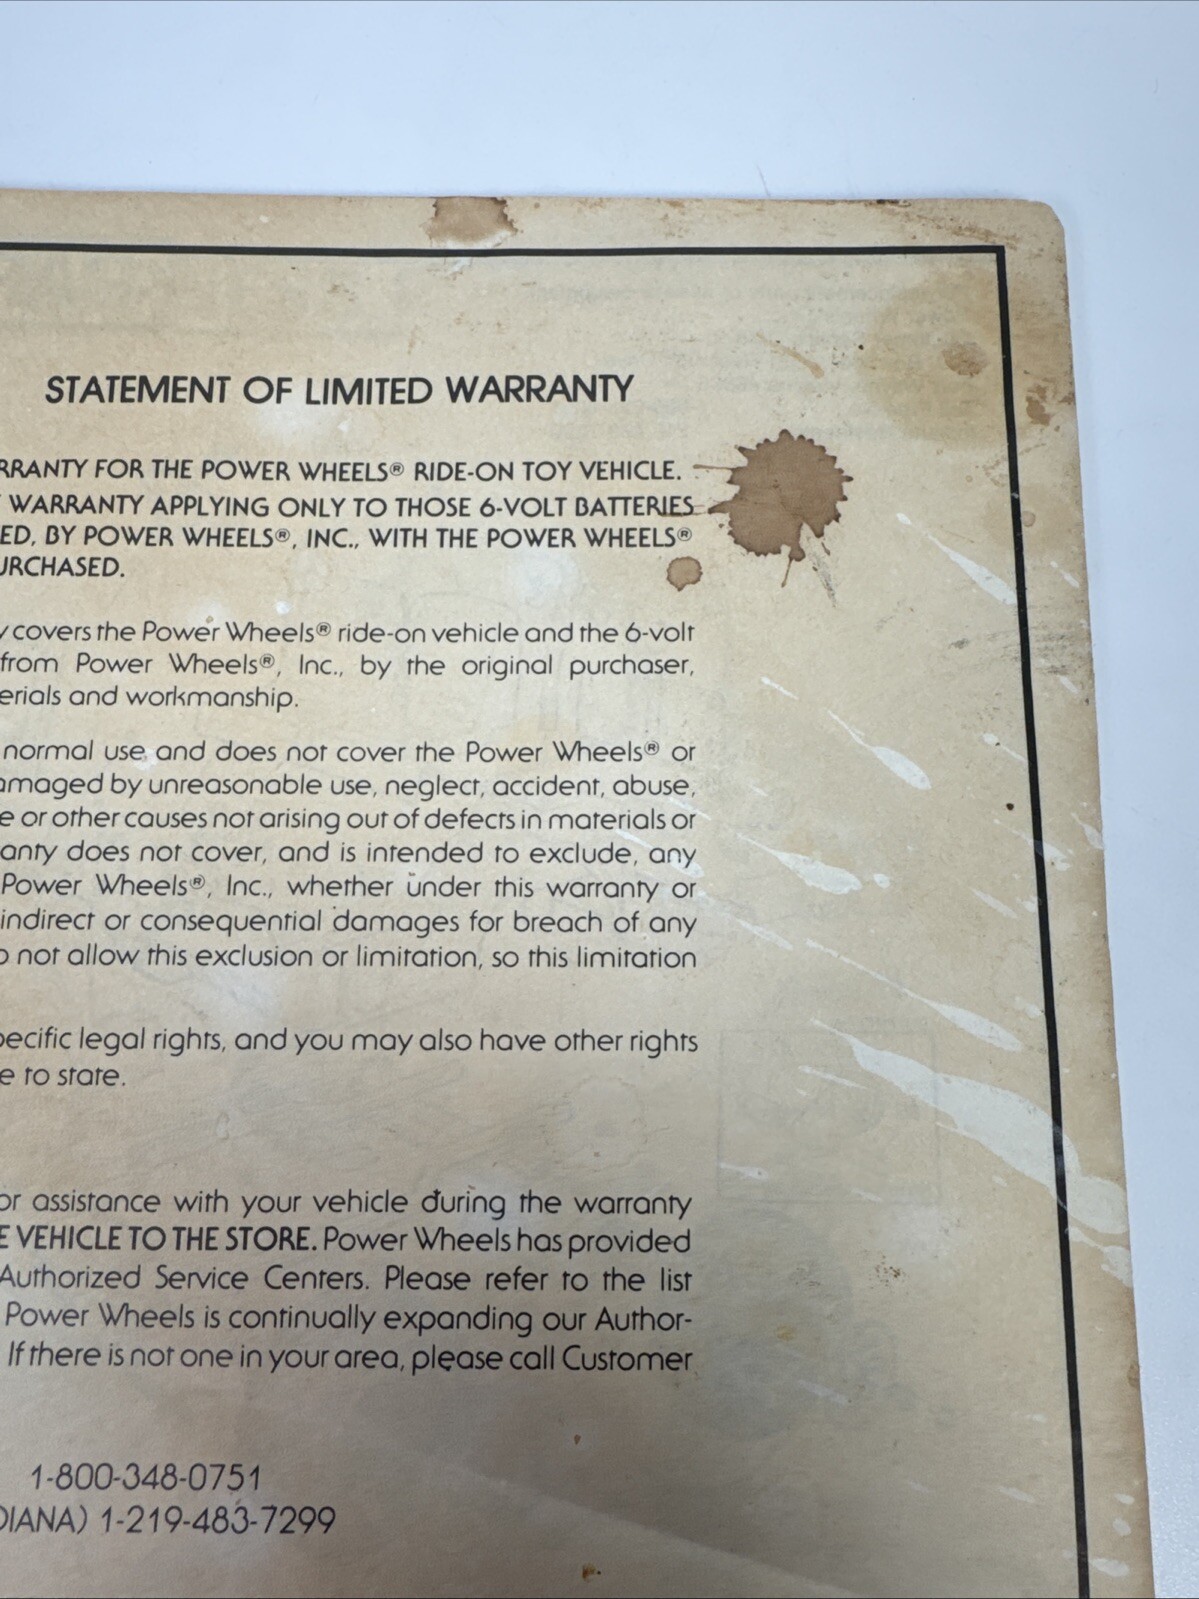 STATEMENT OF LIMITED WARRANTY
RRANTY FOR THE POWER WHEELS® RIDE-ON TOY VEHICLE.
WARRANTY APPLYING ONLY TO THOSE 6-VOLT BATTERIES
ED, BY POWER WHEELS®, INC., WITH THE POWER WHEELS®
URCHASED.
y covers the Power Wheels® ride-on vehicle and the 6-volt
from Power Wheels®, Inc., by the original purchaser,
erials and workmanship.
normal use and does not cover the Power Wheels® or
amaged by unreasonable use, neglect, accident, abuse,
e or other causes not arising out of defects in materials or
anty does not cover, and is intended to exclude, any
Power Wheels®, Inc., whether under this warranty or
indirect or consequential damages for breach of any
o not allow this exclusion or limitation, so this limitation
pecific legal rights, and you may also have other rights
e to state.
or assistance with your vehicle during the warranty
E VEHICLE TO THE STORE. Power Wheels has provided
Authorized Service Centers. Please refer to the list
Power Wheels is continually expanding our Author-
If there is not one in your area, please call Customer
1-800-348-0751
DIANA) 1-219-483-7299